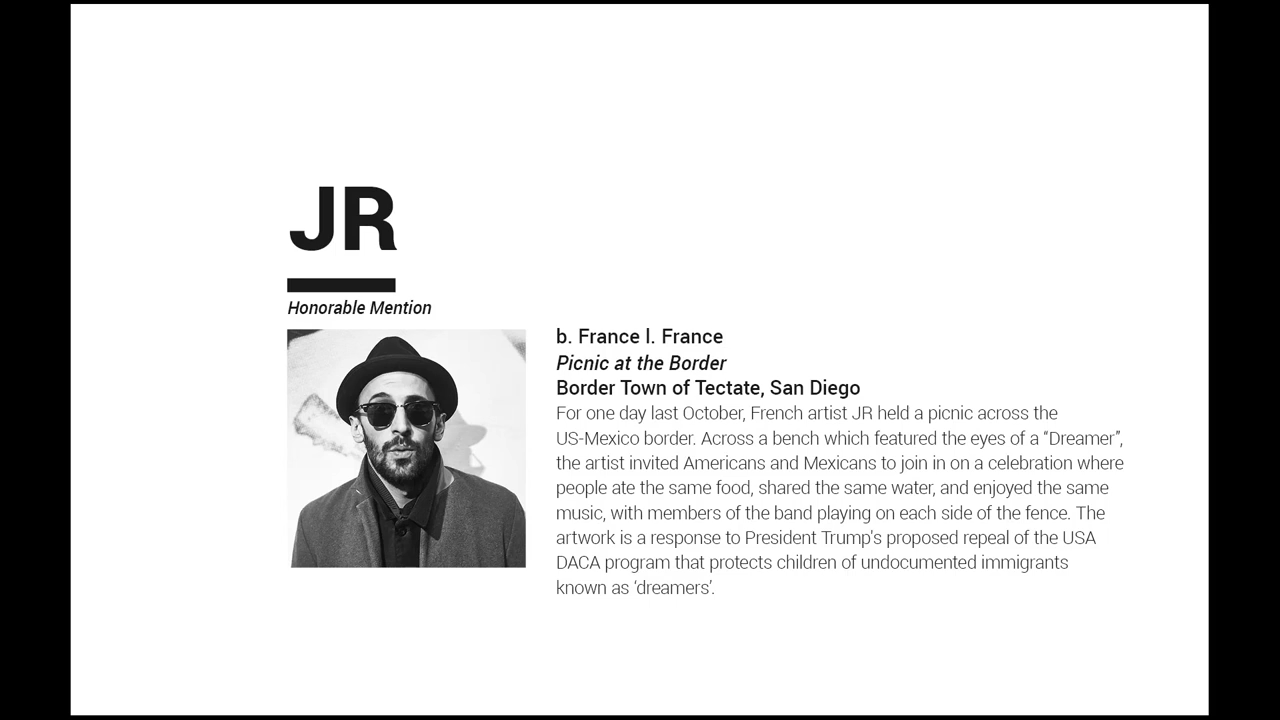 JR
Honorable Mention
b. France l. France
Picnic at the Border
Border Town of Tectate, San Diego
For one day last October, French artist JR held a picnic across the
US-Mexico border. Across a bench which featured the eyes of a “Dreamer”,
the artist invited Americans and Mexicans to join in on a celebration where
people ate the same food, shared the same water, and enjoyed the same
music, with members of the band playing on each side of the fence. The
artwork is a response to President Trump's proposed repeal of the USA
DACA program that protects children of undocumented immigrants
known as ‘dreamers’.